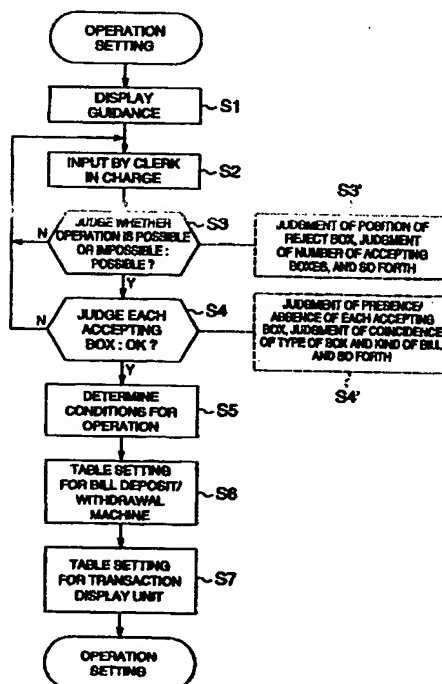 OPERATION
SETTING
DISPLAY
GUIDANCE
S1
INPUT BY CLERK
IN CHARGE
S2
JUDGE WHETHER
OPERATION IS POSSIBLE
OR IMPOSSIBLE :
POSSIBLE ?
S3
N
Y
S3'
JUDGMENT OF POSITION OF
REJECT BOX, JUDGMENT
OF NUMBER OF ACCEPTING
BOXES, AND SO FORTH
JUDGE EACH
ACCEPTING
BOX : OK ?
S4
N
Y
JUDGMENT OF PRESENCE/
ABSENCE OF EACH ACCEPTING
BOX, JUDGMENT OF COINCIDENCE
OF TYPE OF BOX AND KIND OF BILL,
AND SO FORTH
S4'
DETERMINE
CONDITIONS FOR
OPERATION
S5
TABLE SETTING
FOR BILL DEPOSIT/
WITHDRAWAL
MACHINE
S6
TABLE SETTING
FOR TRANSACTION
DISPLAY UNIT
S7
OPERATION
SETTING